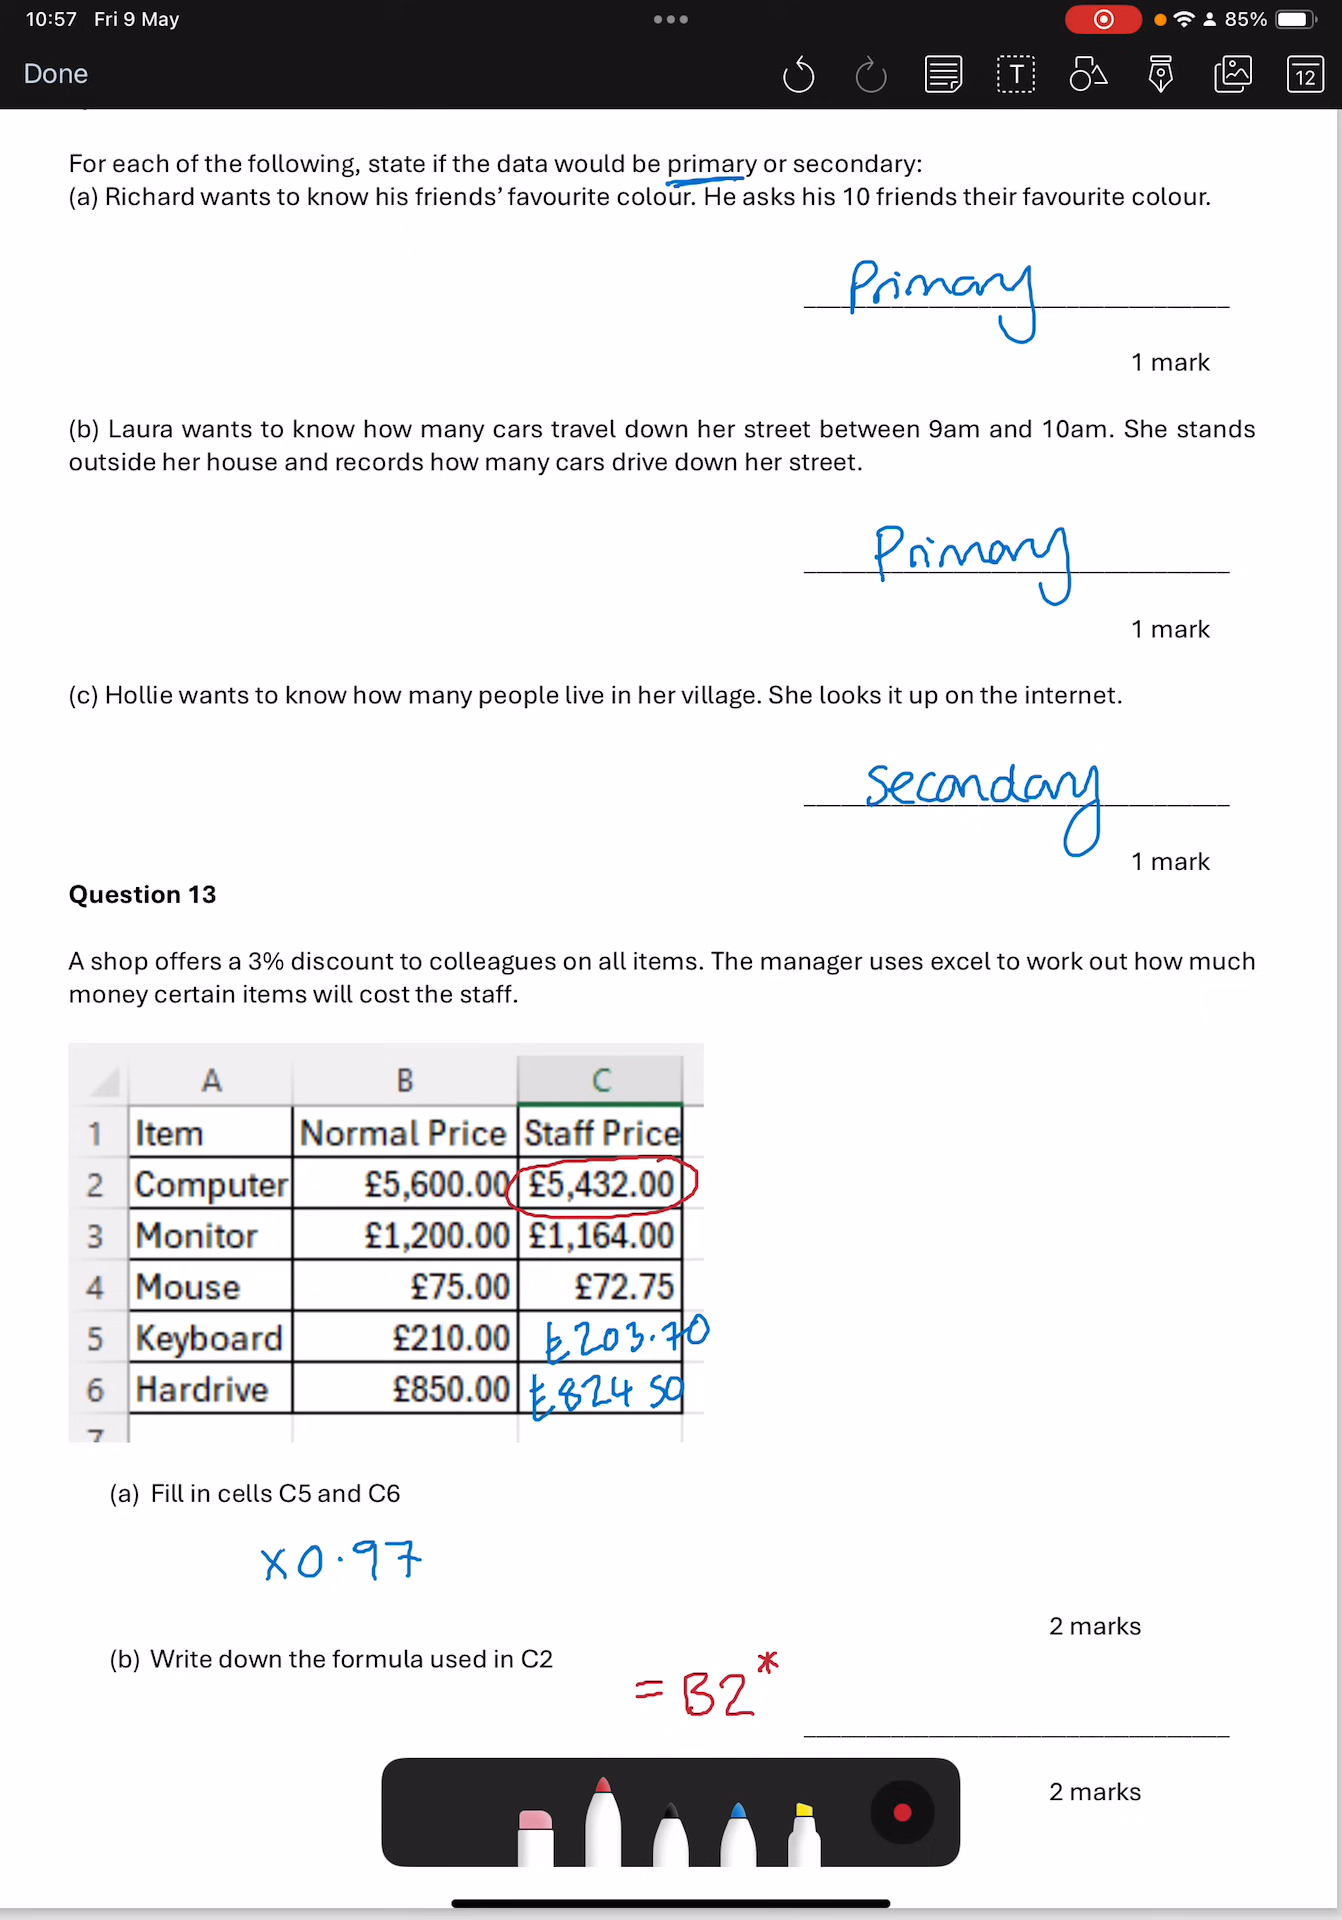 10:57 Fri 9 May
85%
Done
T
12
For each of the following, state if the data would be primary or secondary:
(a) Richard wants to know his friends’ favourite colour. He asks his 10 friends their favourite colour.
Primary
1 mark
(b) Laura wants to know how many cars travel down her street between 9am and 10am. She stands
outside her house and records how many cars drive down her street.
Primary
1 mark
(c) Hollie wants to know how many people live in her village. She looks it up on the internet.
Secondary
1 mark
Question 13
A shop offers a 3% discount to colleagues on all items. The manager uses excel to work out how much
money certain items will cost the staff.
A B C
1 Item Normal Price Staff Price
2 Computer £5,600.00 £5,432.00
3 Monitor £1,200.00 £1,164.00
4 Mouse £75.00 £72.75
5 Keyboard £210.00 £203.70
6 Hardrive £850.00 £824 50
7
(a) Fill in cells C5 and C6
x0.97
2 marks
(b) Write down the formula used in C2
= B2*
2 marks